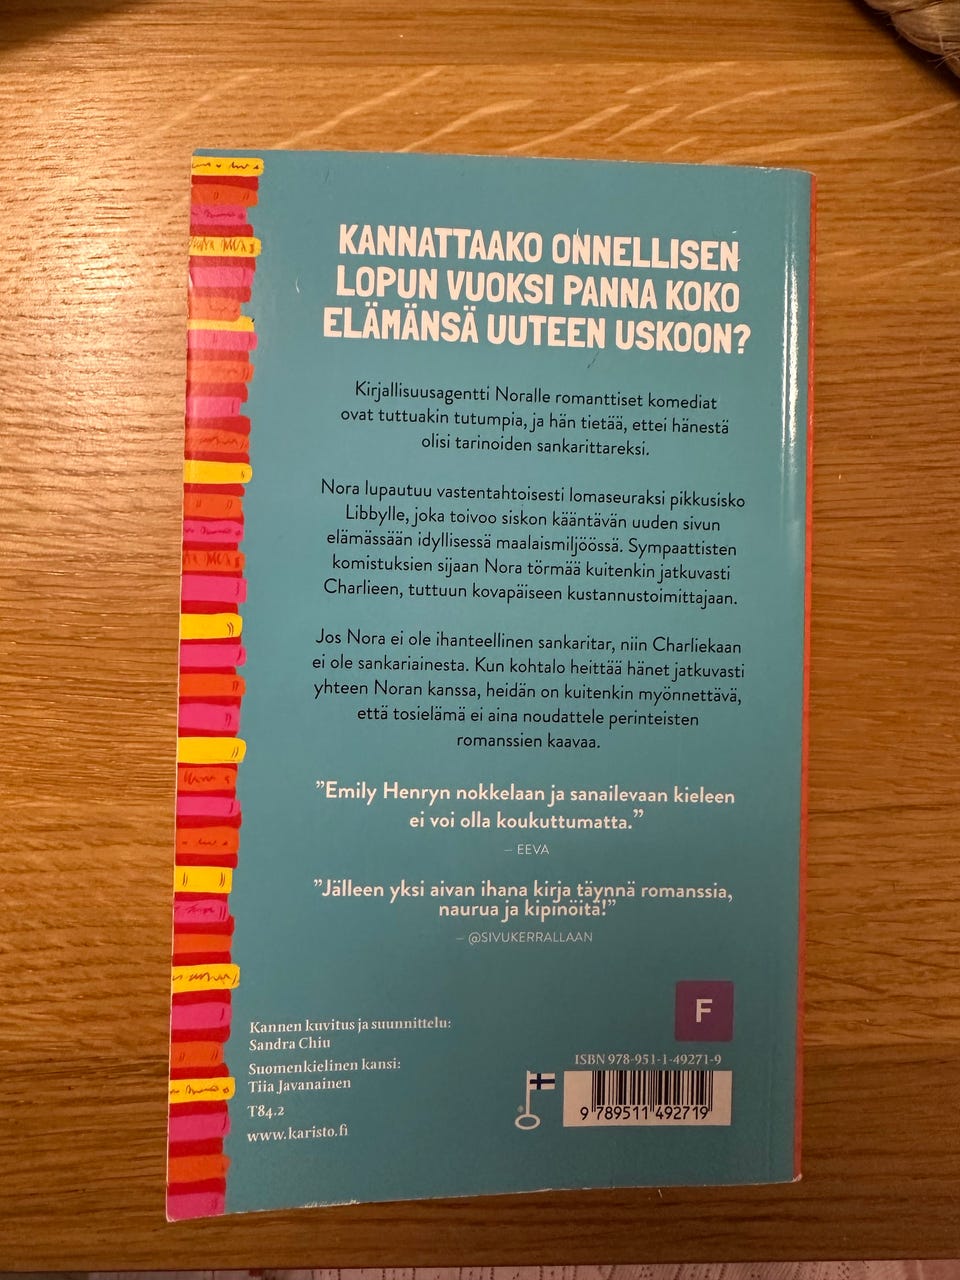 KANNATTAAKO ONNELLISEN
LOPUN VUOKSI PANNA KOKO
ELÄMÄNSÄ UUTEEN USKOON?
Kirjallisuusagentti Noralle romanttiset komediat
ovat tuttuakin tutumpia, ja hän tietää, ettei hänestä
olisi tarinoiden sankarittareksi.
Nora lupautuu vastentahtoisesti lomaseuraksi pikkusisko
Libbylle, joka toivoo siskon kääntävän uuden sivun
elämässään idyllisessä maalaismiljöössä. Sympaattisten
komistuksien sijaan Nora törmää kuitenkin jatkuvasti
Charlieen, tuttuun kovapäiseen kustannustoimittajaan.
Jos Nora ei ole ihanteellinen sankaritar, niin Charliekaan
ei ole sankariainesta. Kun kohtalo heittää hänet jatkuvasti
yhteen Noran kanssa, heidän on kuitenkin myönnettävä,
että tosielämä ei aina noudattele perinteisten
romanssien kaavaa.
”Emily Henryn nokkelaan ja sanailevaan kieleen
ei voi olla koukuttumatta.”
– EEVA
”Jälleen yksi aivan ihana kirja täynnä romanssia,
naurua ja kipinöitä!”
– @SIVUKERRALLAAN
F
Kannen kuvitus ja suunnittelu:
Sandra Chiu
Suomenkielinen kansi:
Tiia Javanainen
T84.2
www.karisto.fi
ISBN 978-951-1-49271-9
9 789511 492719